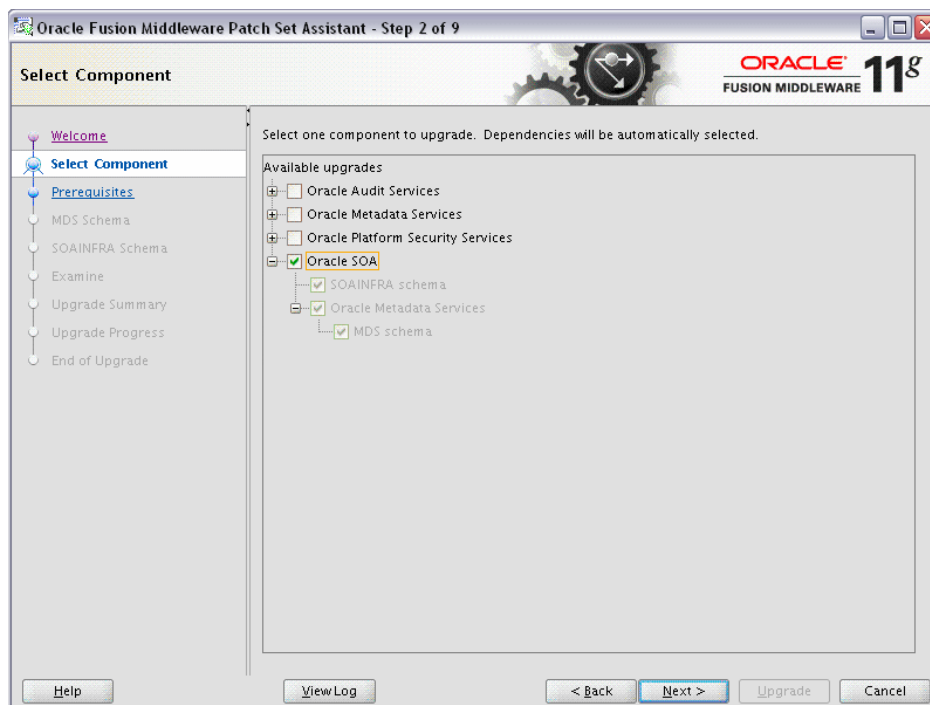 Oracle Fusion Middleware Patch Set Assistant - Step 2 of 9
Select Component
ORACLE
FUSION MIDDLEWARE
11g
Welcome
Select Component
Prerequisites
MDS Schema
SOAINFRA Schema
Examine
Upgrade Summary
Upgrade Progress
End of Upgrade
Select one component to upgrade. Dependencies will be automatically selected.
Available upgrades
Oracle Audit Services
Oracle Metadata Services
Oracle Platform Security Services
Oracle SOA
SOAINFRA schema
Oracle Metadata Services
MDS schema
Help
View Log
< Back
Next >
Upgrade
Cancel